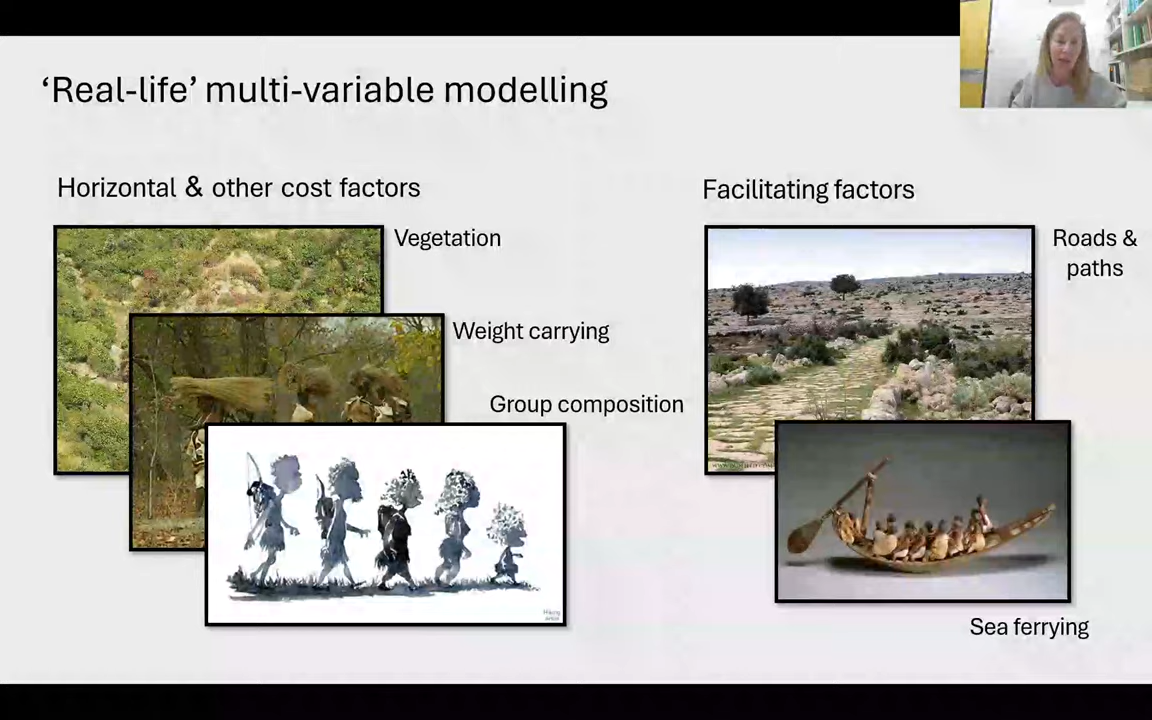 ‘Real-life’ multi-variable modelling
Horizontal & other cost factors
Vegetation
Weight carrying
Group composition
Facilitating factors
Roads &
paths
Sea ferrying